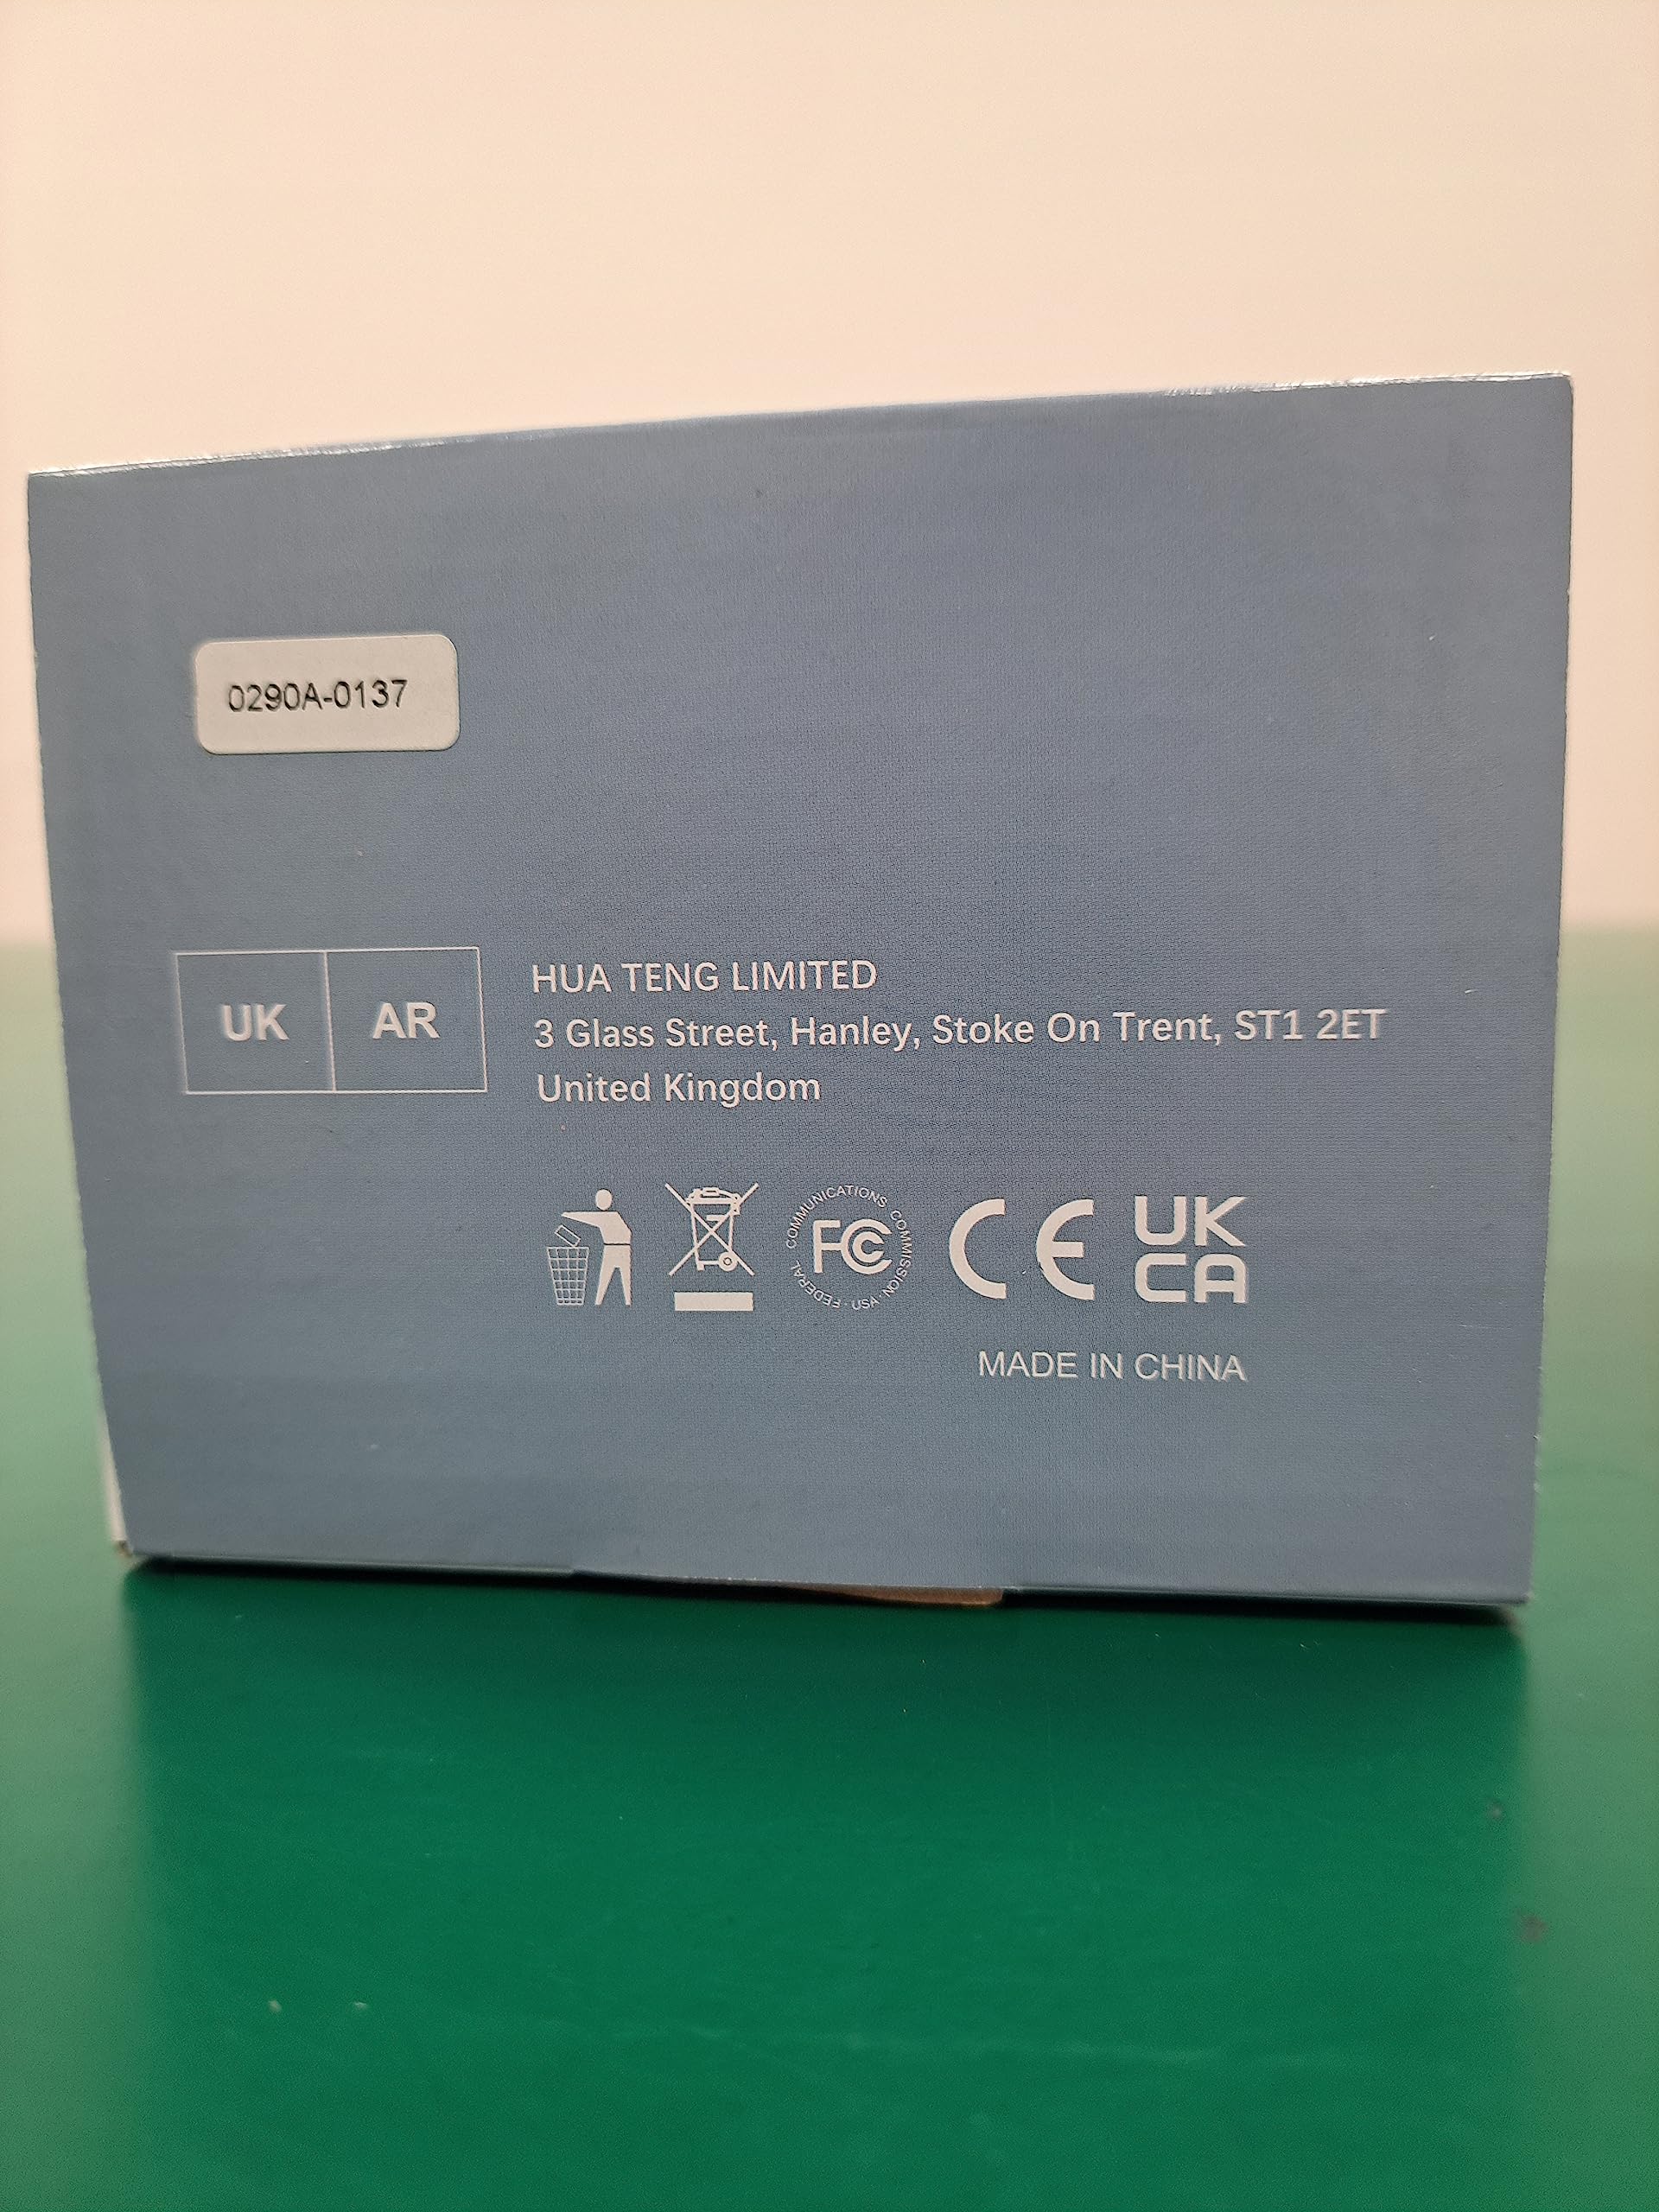 0290A-0137
UK AR
HUA TENG LIMITED
3 Glass Street, Hanley, Stoke On Trent, ST1 2ET
United Kingdom
FEDERAL COMMUNICATIONS COMMISSION · USA ·
FC
CE
UK
CA
MADE IN CHINA